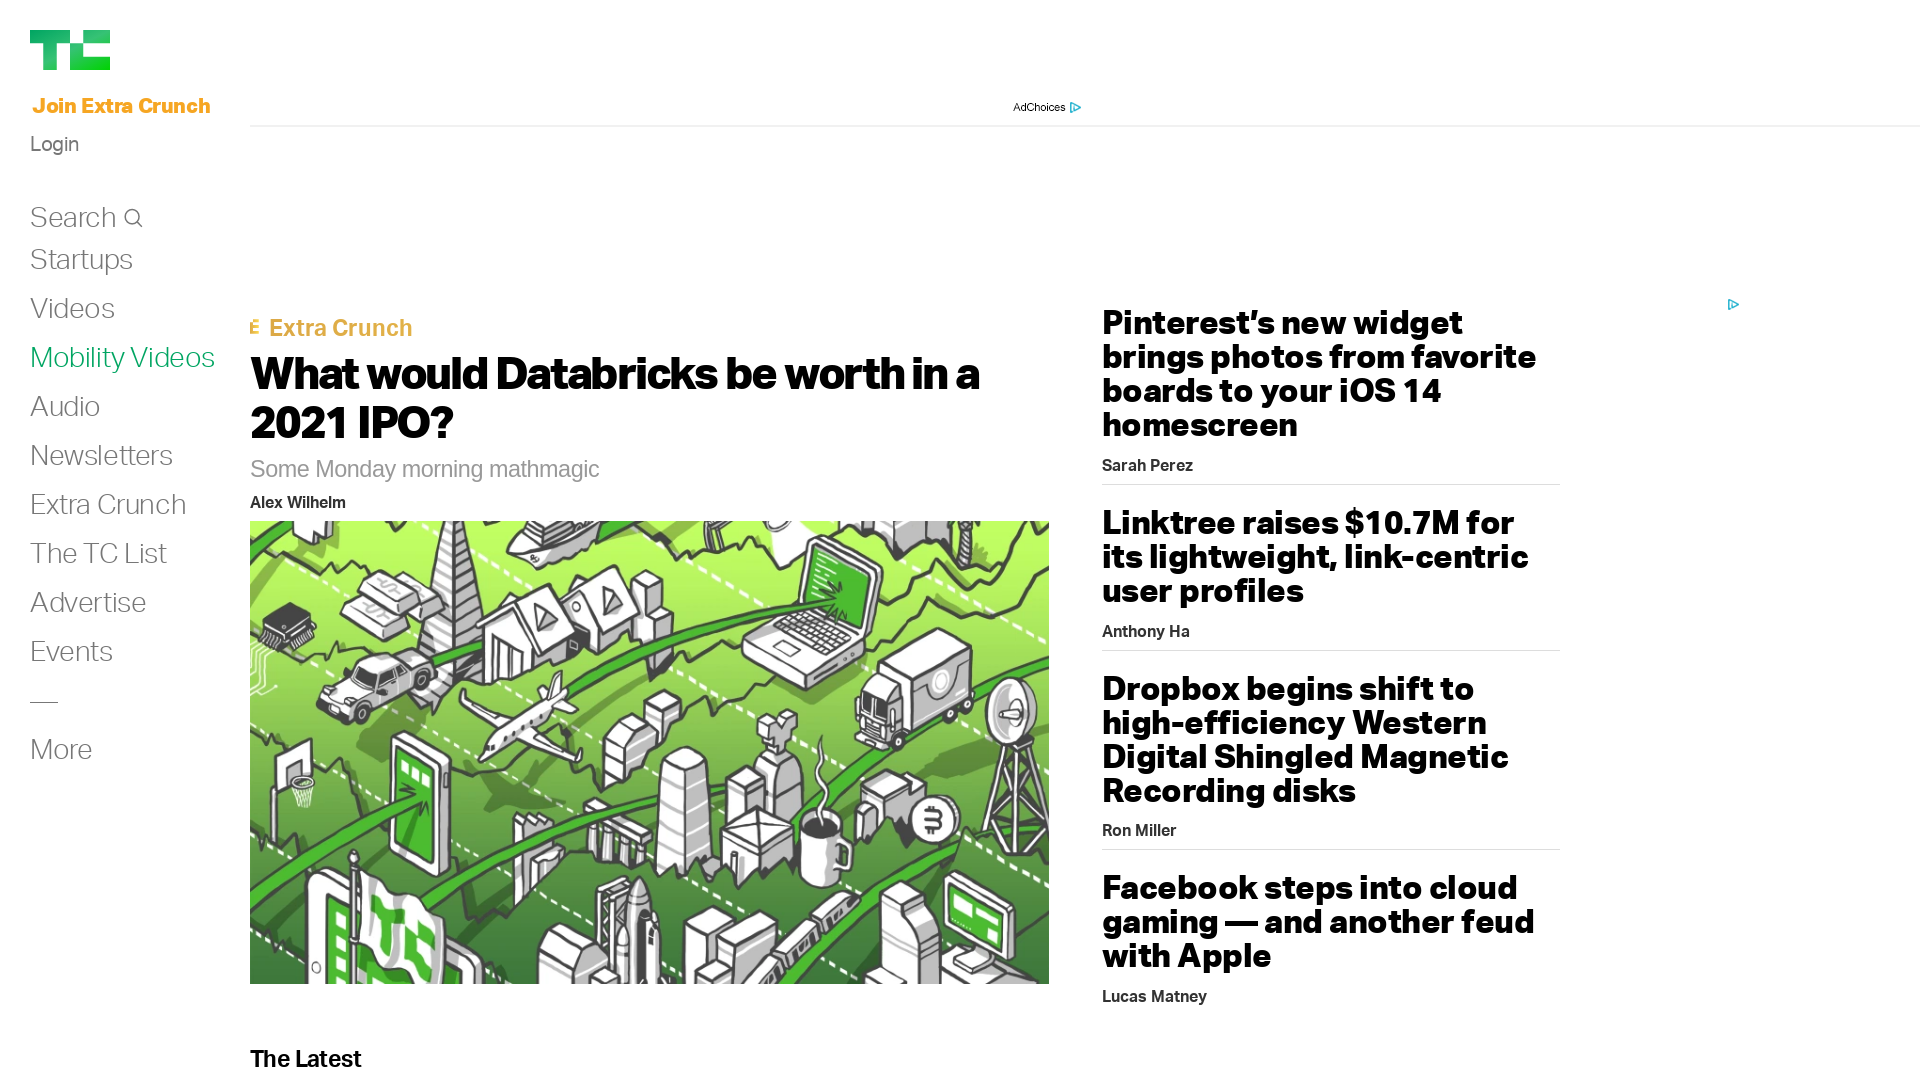 TC
Join Extra Crunch
Login
Search
Startups
Videos
Mobility Videos
Audio
Newsletters
Extra Crunch
The TC List
Advertise
Events
More
AdChoices
Extra Crunch
What would Databricks be worth in a
2021 IPO?
Some Monday morning mathmagic
Alex Wilhelm
Pinterest’s new widget
brings photos from favorite
boards to your iOS 14
homescreen
Sarah Perez
Linktree raises $10.7M for
its lightweight, link-centric
user profiles
Anthony Ha
Dropbox begins shift to
high-efficiency Western
Digital Shingled Magnetic
Recording disks
Ron Miller
Facebook steps into cloud
gaming — and another feud
with Apple
Lucas Matney
The Latest